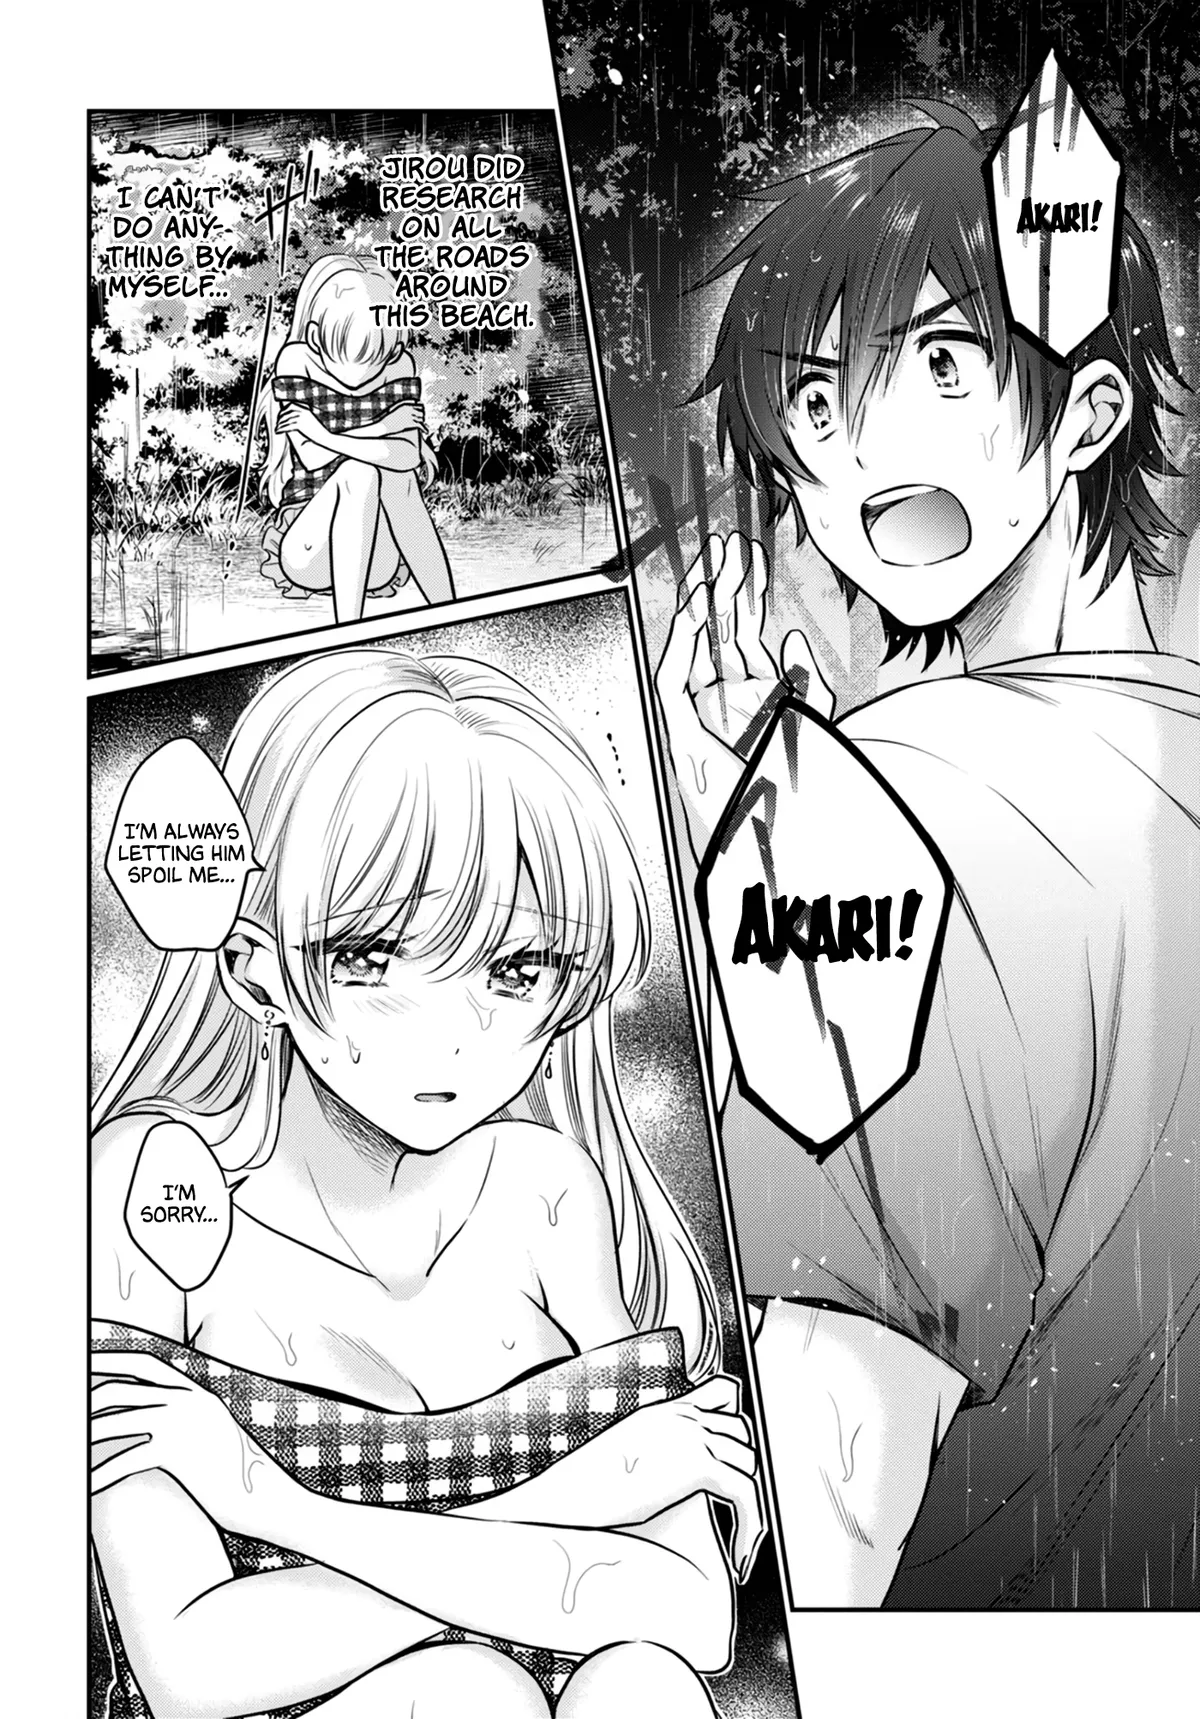 AKARI!
AKARI!
JIROU DID
RESEARCH
ON ALL
THE ROADS
AROUND
THIS BEACH.
I CAN'T
DO ANY-
THING BY
MYSELF...
I'M ALWAYS
LETTING HIM
SPOIL ME...
I'M
SORRY...